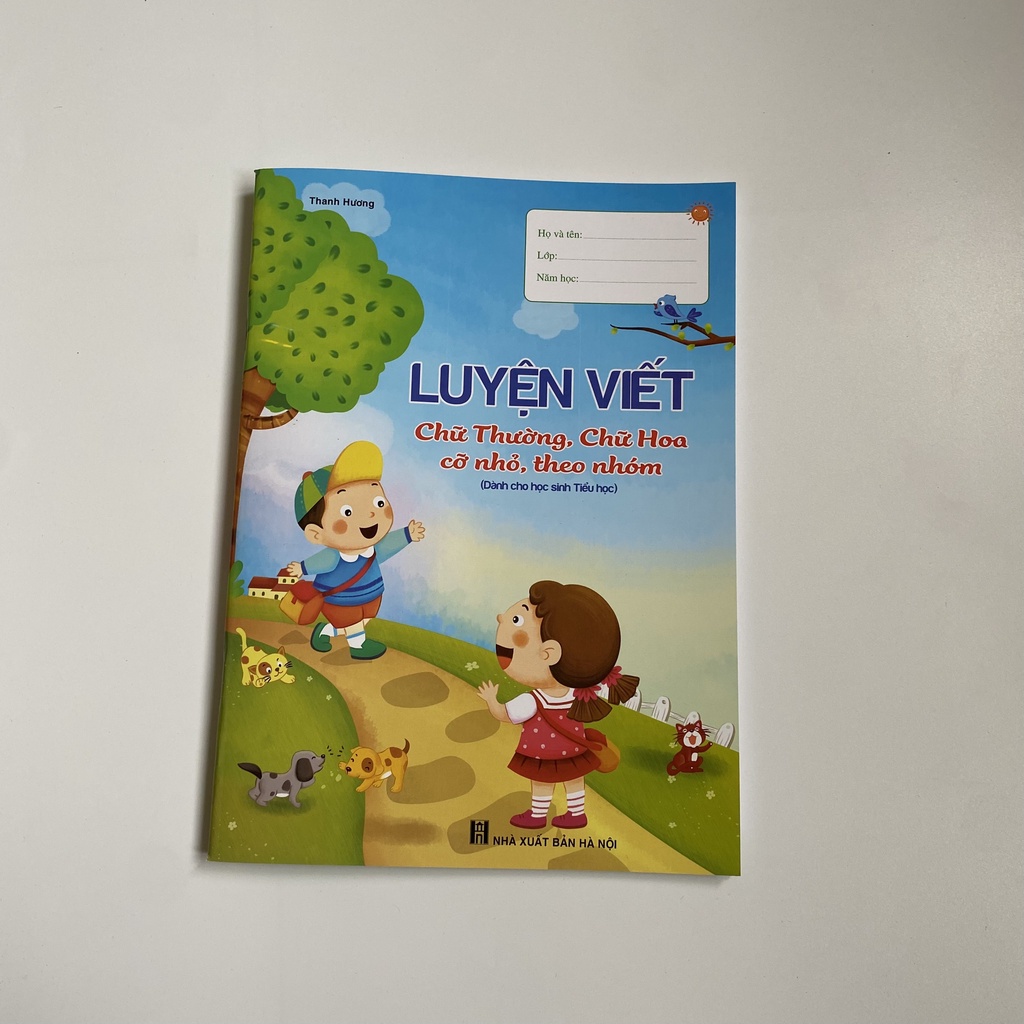 Thanh Hương
Họ và tên:
Lớp:
Năm học:
LUYỆN VIẾT
Chữ Thường, Chữ Hoa
cỡ nhỏ, theo nhóm
(Dành cho học sinh Tiểu học)
NHÀ XUẤT BẢN HÀ NỘI